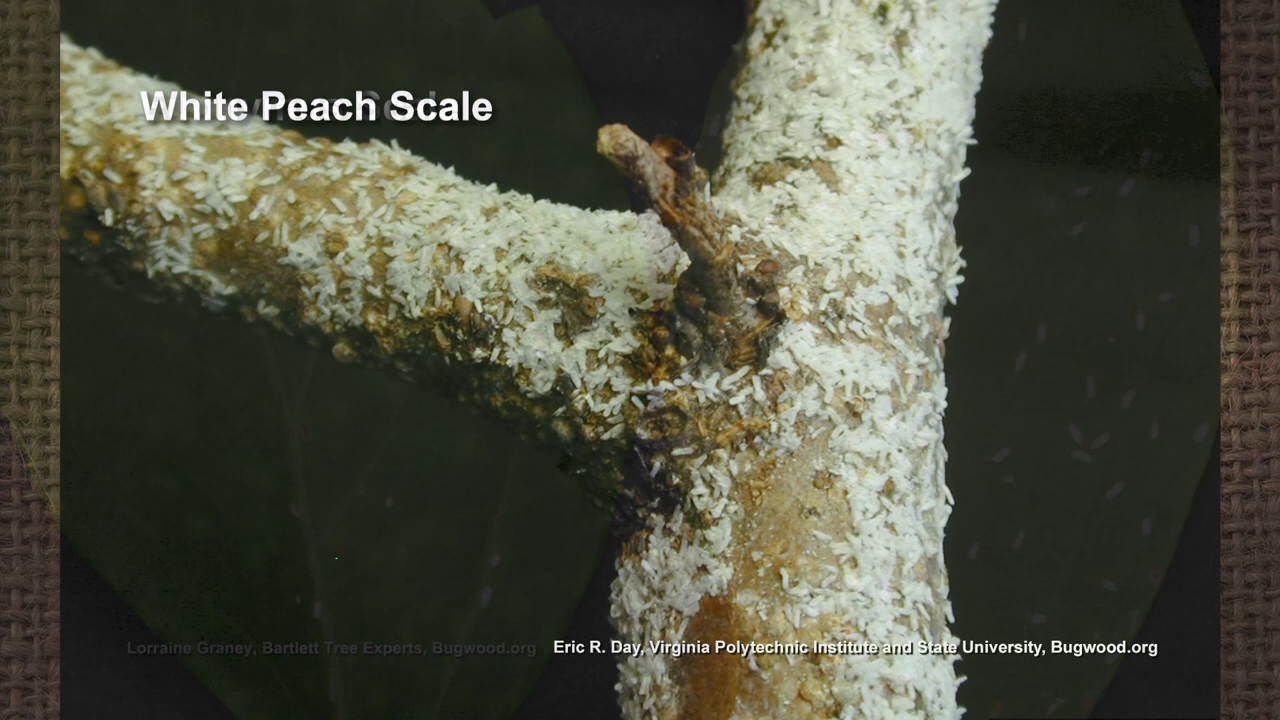 White Peach Scale
Lorraine Graney, Bartlett Tree Experts, Bugwood.org
Eric R. Day, Virginia Polytechnic Institute and State University, Bugwood.org